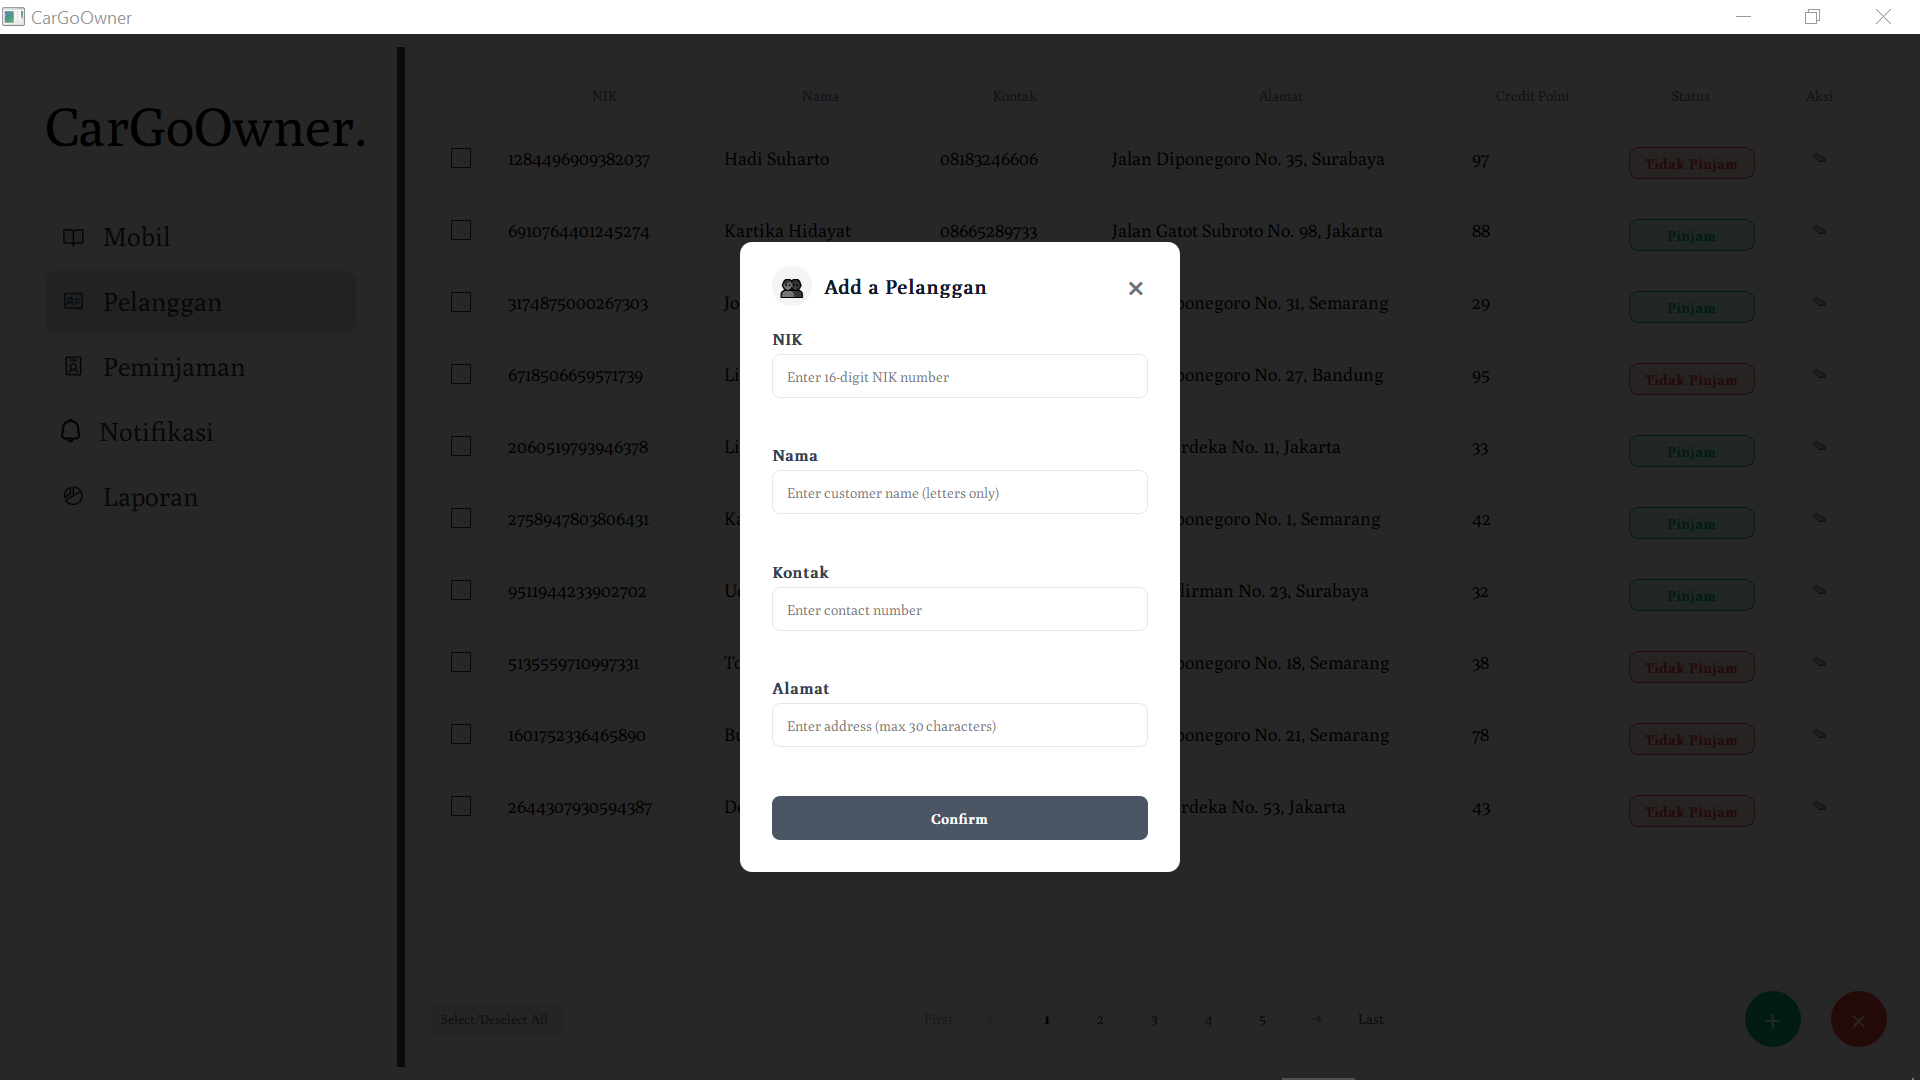 CarGoOwner
CarGoOwner.
Mobil
Pelanggan
Peminjaman
Notifikasi
Laporan
NIK Nama Kontak Alamat Credit Point Status Aksi
1284496909382037 Hadi Suharto 08183246606 Jalan Diponegoro No. 35, Surabaya 97 Tidak Pinjam
6910764401245274 Kartika Hidayat 08665289733 Jalan Gatot Subroto No. 98, Jakarta 88 Pinjam
3174875000267303 Jo ponegoro No. 31, Semarang 29 Pinjam
6718506659571739 Li ponegoro No. 27, Bandung 95 Tidak Pinjam
2060519793946378 Li rdeka No. 11, Jakarta 33 Pinjam
2758947803806431 Ka ponegoro No. 1, Semarang 42 Pinjam
9511944233902702 Ud dirman No. 23, Surabaya 32 Pinjam
5135559710997331 To ponegoro No. 18, Semarang 38 Tidak Pinjam
1601752336465890 Bu ponegoro No. 21, Semarang 78 Tidak Pinjam
2644307930594387 De rdeka No. 53, Jakarta 43 Tidak Pinjam
Add a Pelanggan
NIK
Enter 16-digit NIK number
Nama
Enter customer name (letters only)
Kontak
Enter contact number
Alamat
Enter address (max 30 characters)
Confirm
Select/Deselect All First ← 1 2 3 4 5 → Last